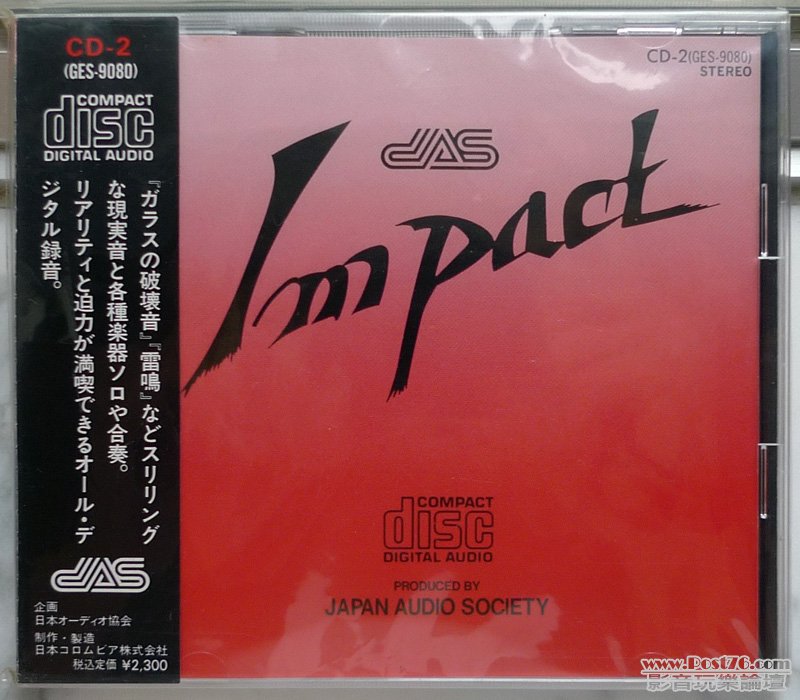 CD-2
(GES-9080)
COMPACT
disc
DIGITAL AUDIO
『ガラスの破壊音』『雷鳴』などスリリング
な現実音と各種楽器ソロや合奏。
リアリティと迫力が満喫できるオール・デ
ジタル録音。
JAS
企画
日本オーディオ協会
制作・製造
日本コロムビア株式会社
税込定価 ¥2,300
CD-2(GES-9080)
STEREO
JAS
Impact
COMPACT
disc
DIGITAL AUDIO
PRODUCED BY
JAPAN AUDIO SOCIETY
www.Post76.com
影音玩樂論壇